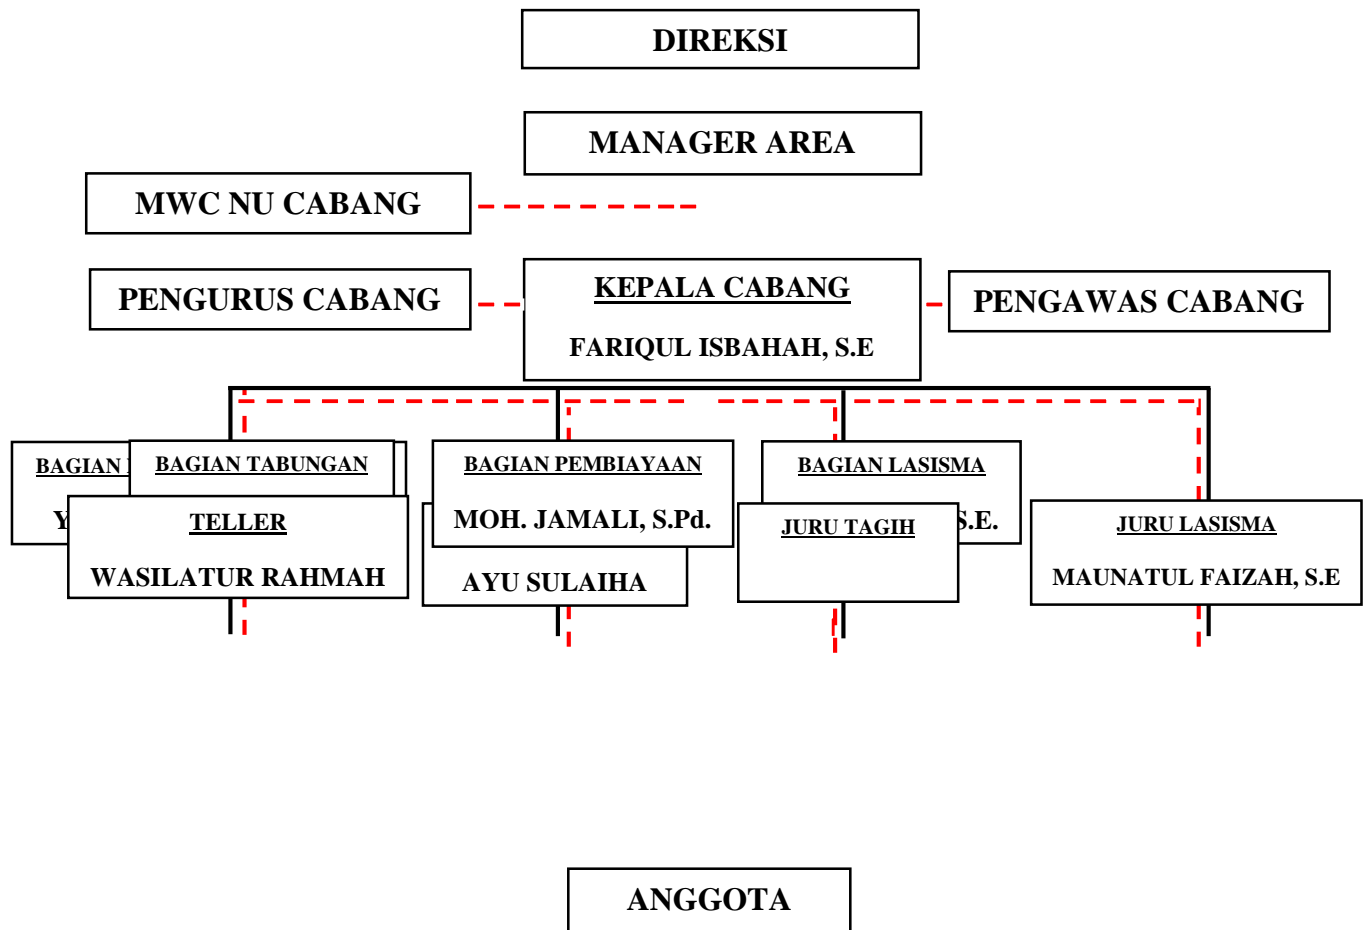 DIREKSI
MANAGER AREA
MWC NU CABANG
PENGURUS CABANG
KEPALA CABANG
FARIQUL ISBAHAH, S.E
PENGAWAS CABANG
BAGIAN
BAGIAN TABUNGAN
TELLER
WASILATUR RAHMAH
BAGIAN PEMBIAYAAN
MOH. JAMALI, S.Pd.
AYU SULAIHA
BAGIAN LASISMA
S.E.
JURU TAGIH
JURU LASISMA
MAUNATUL FAIZAH, S.E
ANGGOTA